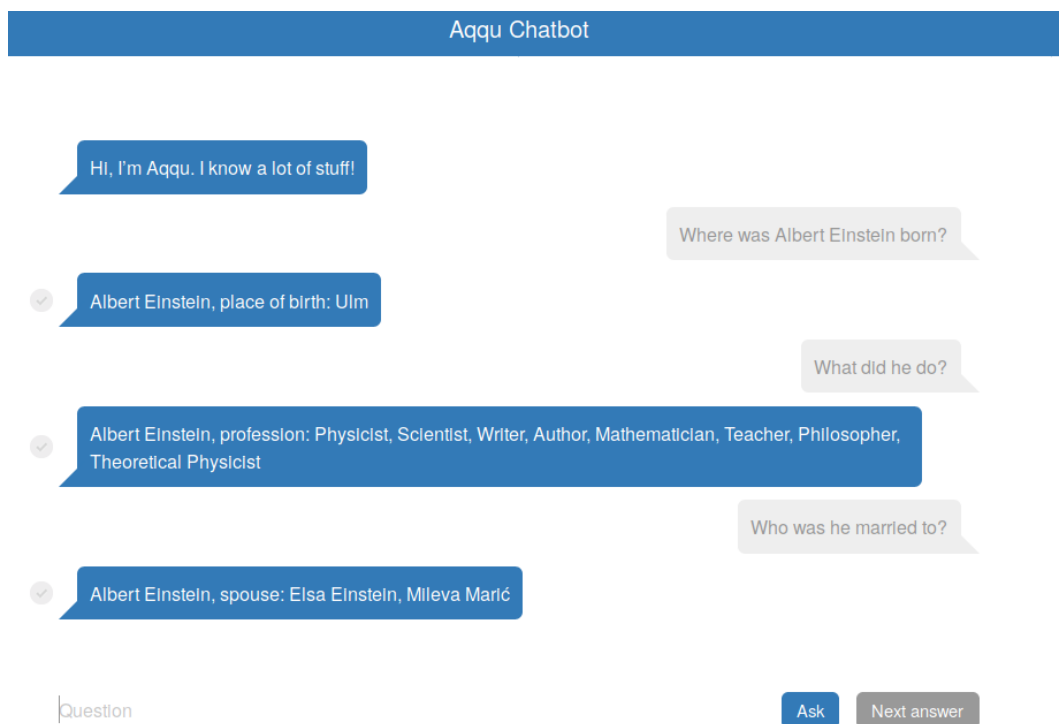 Aqqu Chatbot
Hi, I’m Aqqu. I know a lot of stuff!
Where was Albert Einstein born?
Albert Einstein, place of birth: Ulm
What did he do?
Albert Einstein, profession: Physicist, Scientist, Writer, Author, Mathematician, Teacher, Philosopher,
Theoretical Physicist
Who was he married to?
Albert Einstein, spouse: Elsa Einstein, Mileva Marić
Question
Ask
Next answer